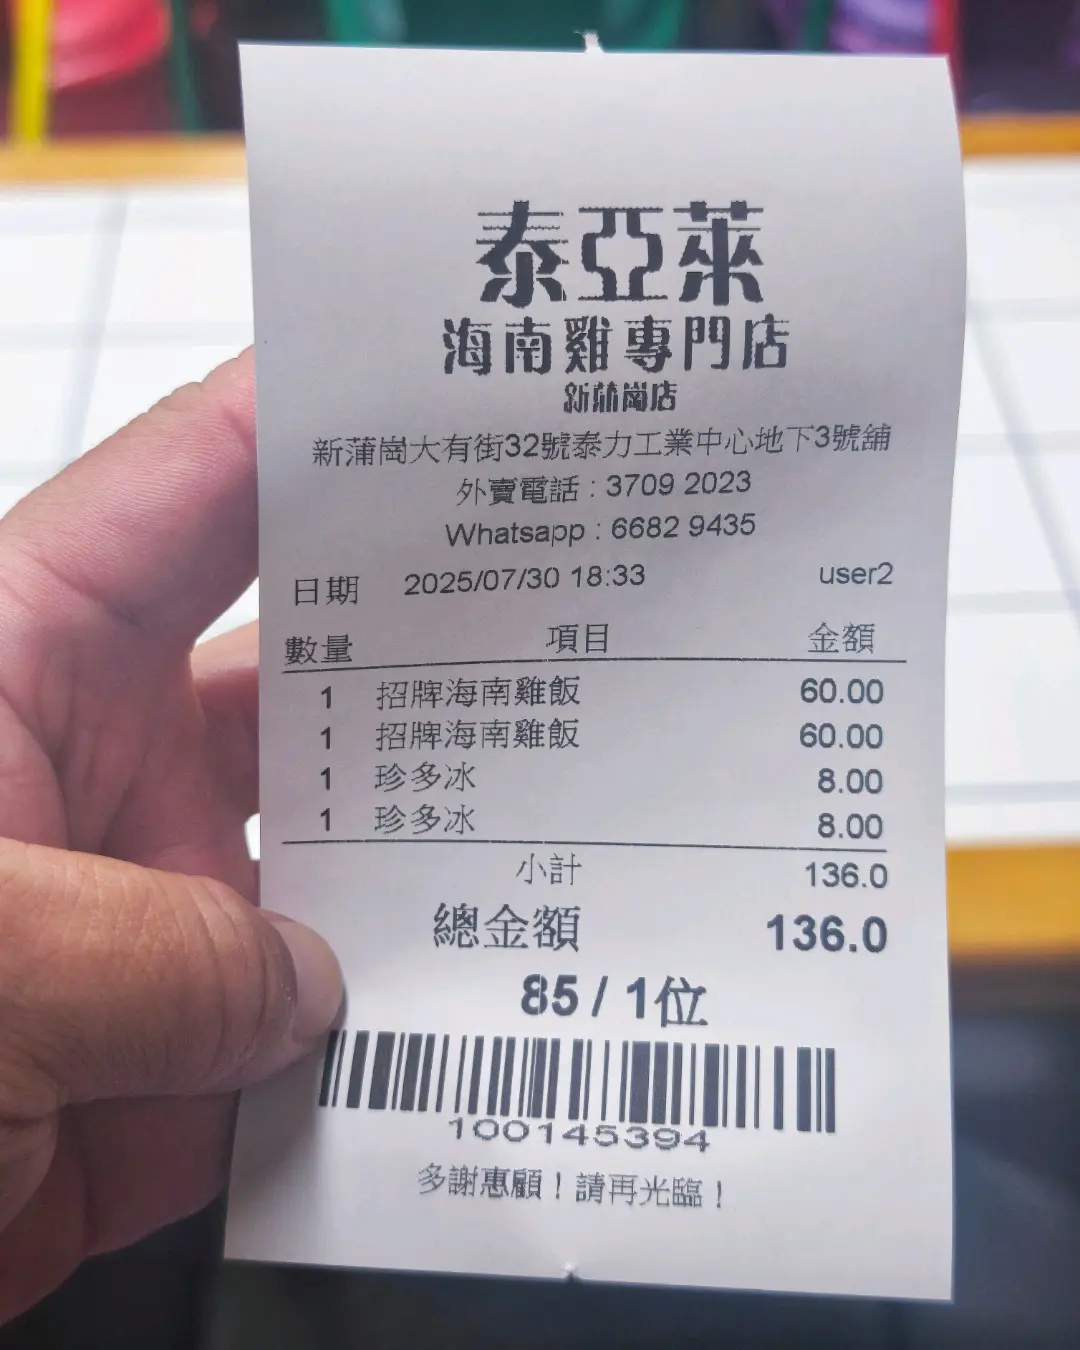 泰亞萊
海南雞專門店
新蒲崗店
新蒲崗大有街32號泰力工業中心地下3號舖
外賣電話 : 3709 2023
Whatsapp : 6682 9435
日期 2025/07/30 18:33 user2
數量 項目 金額
1 招牌海南雞飯 60.00
1 招牌海南雞飯 60.00
1 珍多冰 8.00
1 珍多冰 8.00
小計 136.0
總金額 136.0
85 / 1位
100145394
多謝惠顧！請再光臨！